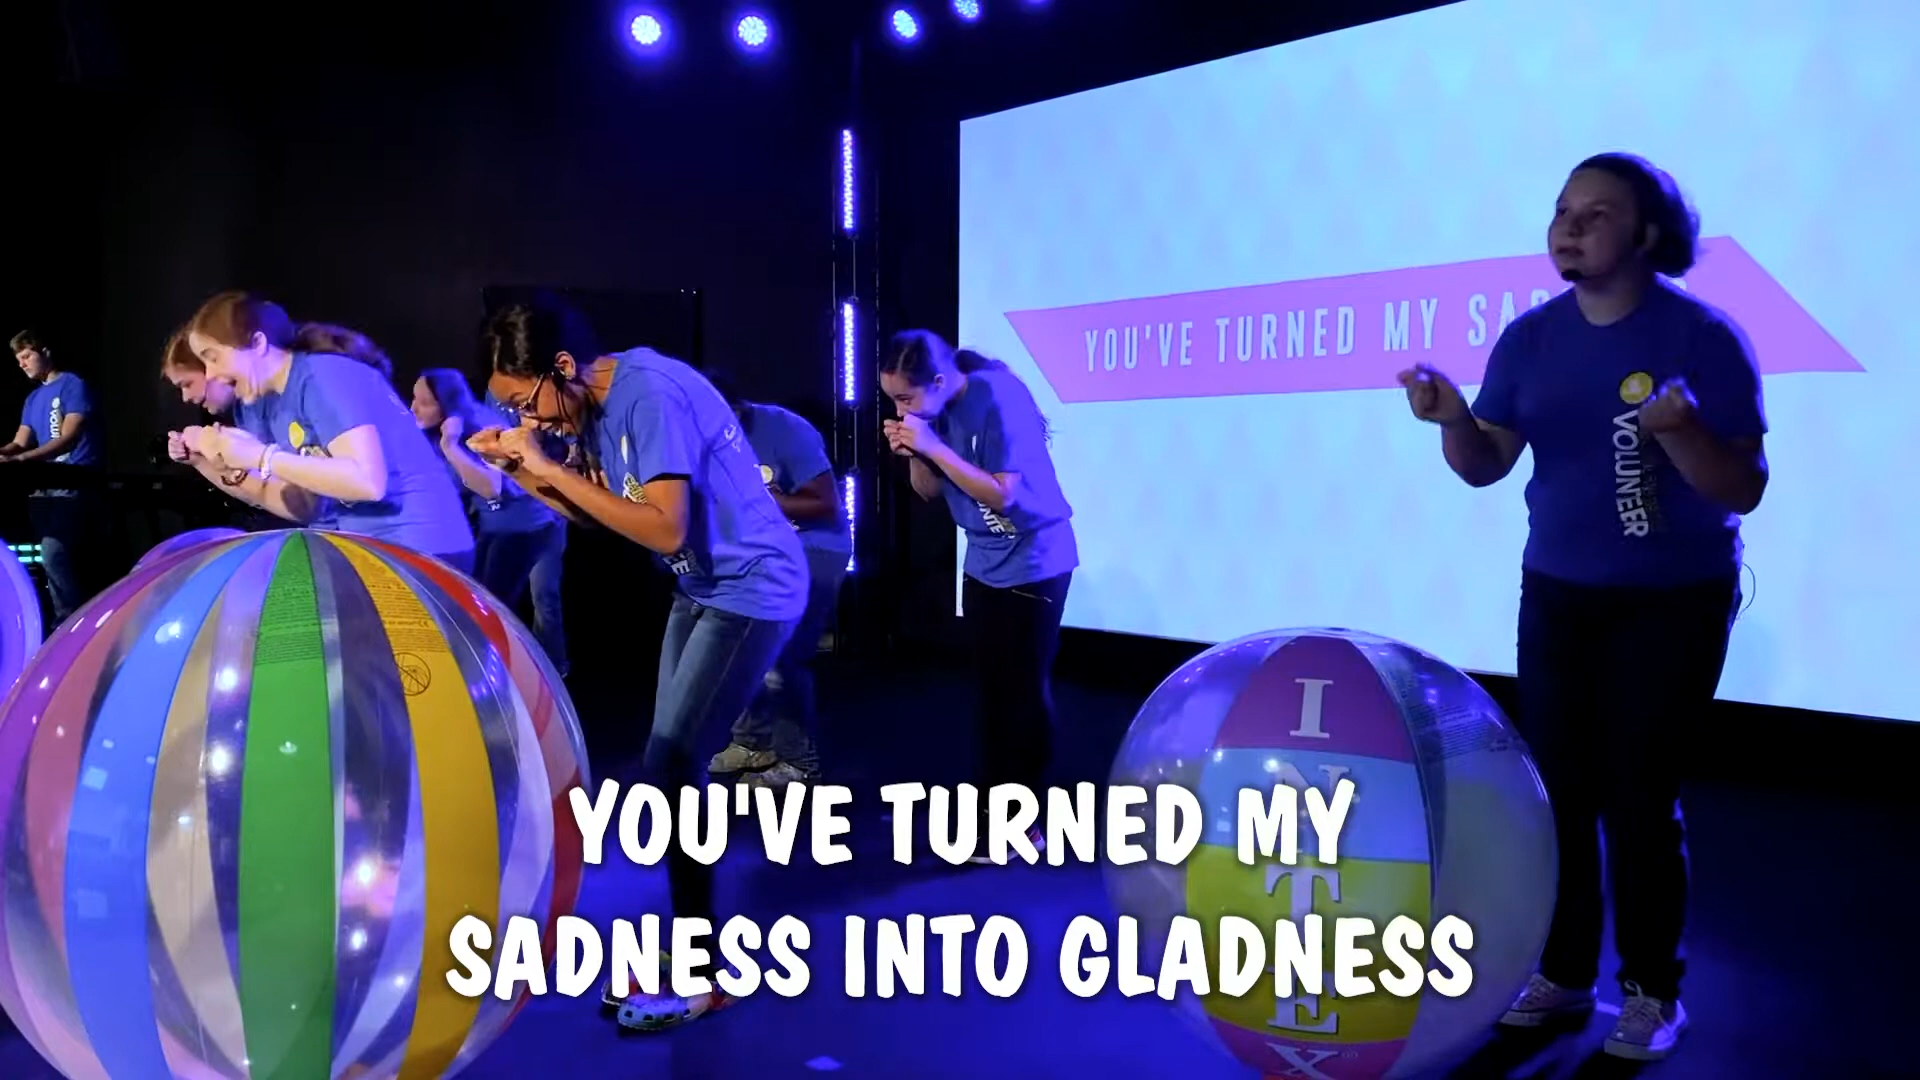 YOU'VE TURNED MY SA
VOLUNTEER
INTEX
YOU'VE TURNED MY
SADNESS INTO GLADNESS